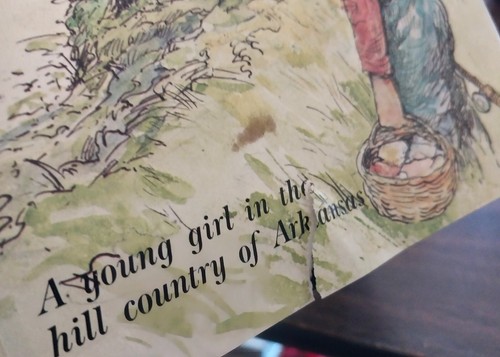 A young girl in the
hill country of Arkansas